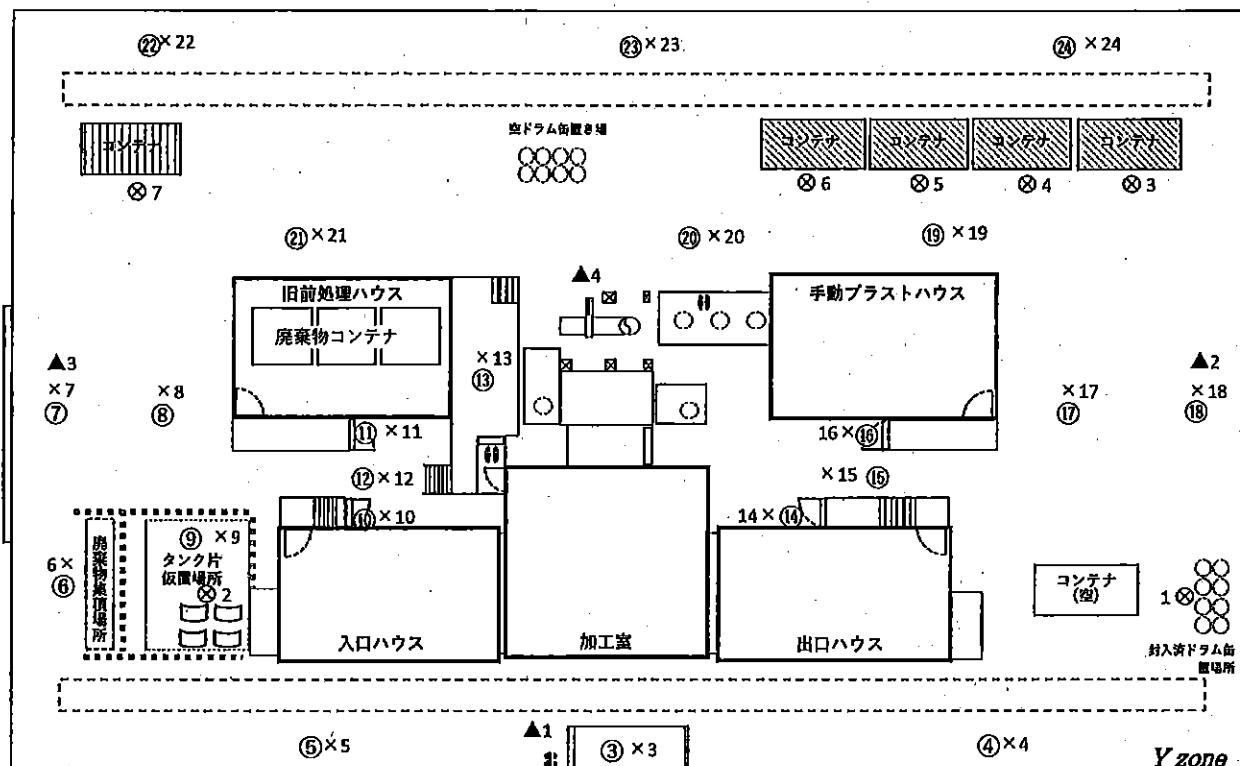 ㉒×22
㉓×23
㉔×24
空ドラム缶置き場
コンテナ
コンテナ
コンテナ
コンテナ
コンテナ
⊗7
⊗6
⊗5
⊗4
⊗3
㉑×21
⑳×20
⑲×19
▲4
旧前処理ハウス
手動ブラストハウス
廃棄物コンテナ
▲3
×13
▲2
×7
×8
⑬
×17
×18
⑦
⑧
⑰
⑱
⑪×11
16×⑯
⑫×12
×15 ⑮
⑩×10
14×⑭
⑨ ×9
6×
⑥
廃棄物集積場所
タンク片
仮置場所
⊗2
コンテナ
(空)
1⊗
入口ハウス
加工室
出口ハウス
封入済ドラム缶
置場所
▲1
⑤×5
③×3
④×4
Y zone